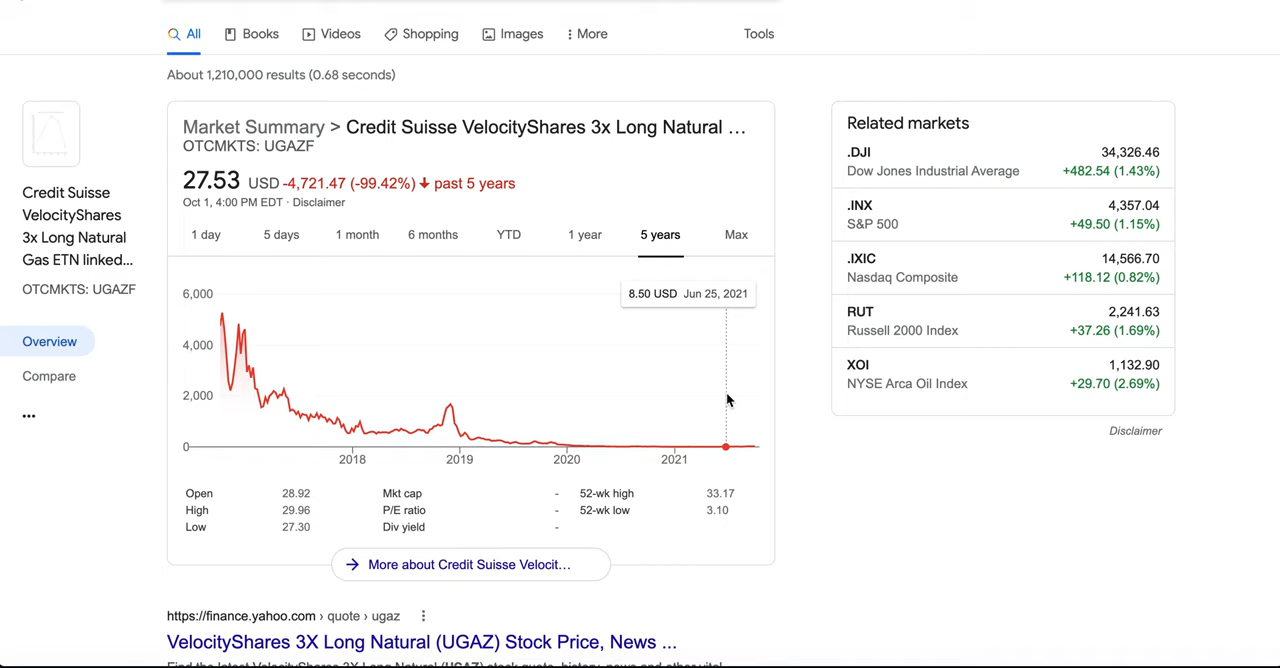 All
Books
Videos
Shopping
Images
More
Tools
About 1,210,000 results (0.68 seconds)
Credit Suisse
VelocityShares
3x Long Natural
Gas ETN linked...
OTCMKTS: UGAZF
Overview
Compare
Market Summary > Credit Suisse VelocityShares 3x Long Natural ...
OTCMKTS: UGAZF
27.53 USD -4,721.47 (-99.42%) ↓ past 5 years
Oct 1, 4:00 PM EDT · Disclaimer
1 day 5 days 1 month 6 months YTD 1 year 5 years Max
8.50 USD Jun 25, 2021
6,000
4,000
2,000
0
2018 2019 2020 2021
Open 28.92 Mkt cap - 52-wk high 33.17
High 29.96 P/E ratio - 52-wk low 3.10
Low 27.30 Div yield -
→ More about Credit Suisse Velocit...
Related markets
.DJI 34,326.46
Dow Jones Industrial Average +482.54 (1.43%)
.INX 4,357.04
S&P 500 +49.50 (1.15%)
.IXIC 14,566.70
Nasdaq Composite +118.12 (0.82%)
RUT 2,241.63
Russell 2000 Index +37.26 (1.69%)
XOI 1,132.90
NYSE Arca Oil Index +29.70 (2.69%)
Disclaimer
https://finance.yahoo.com › quote › ugaz
VelocityShares 3X Long Natural (UGAZ) Stock Price, News ...